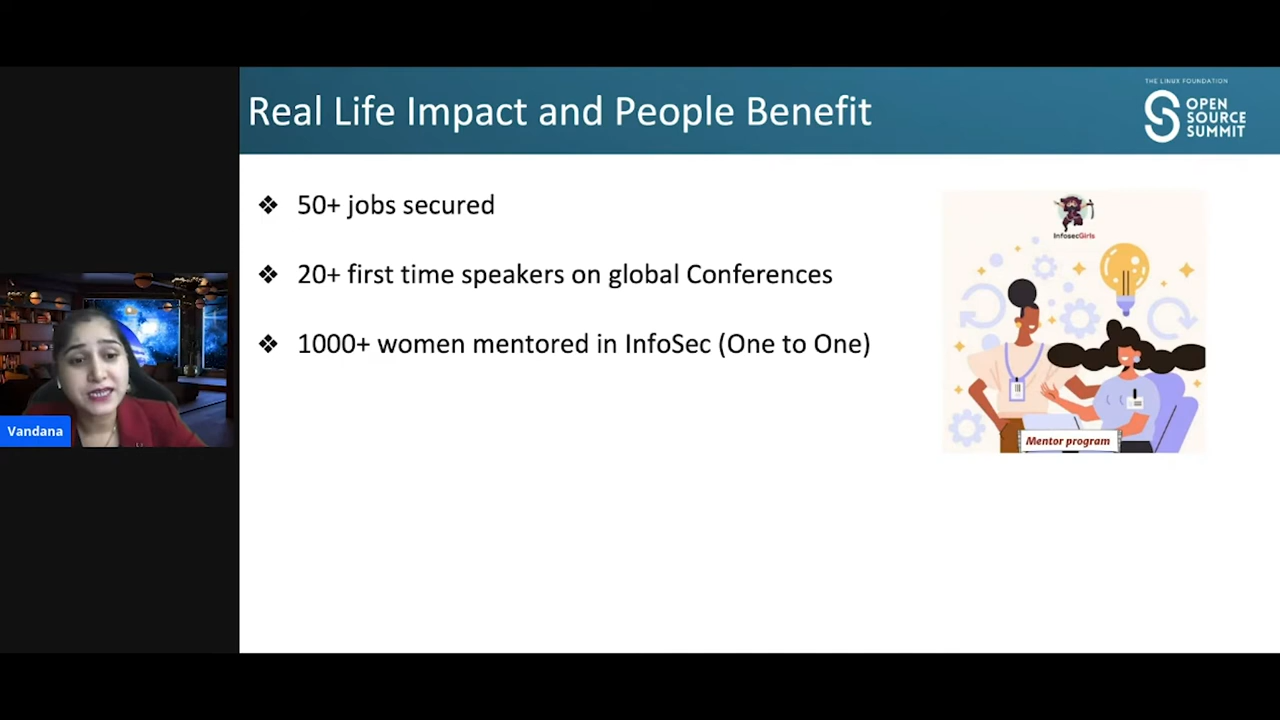 Real Life Impact and People Benefit
THE LINUX FOUNDATION
OPEN
SOURCE
SUMMIT
❖ 50+ jobs secured
❖ 20+ first time speakers on global Conferences
❖ 1000+ women mentored in InfoSec (One to One)
InfosecGirls
Mentor program
Vandana